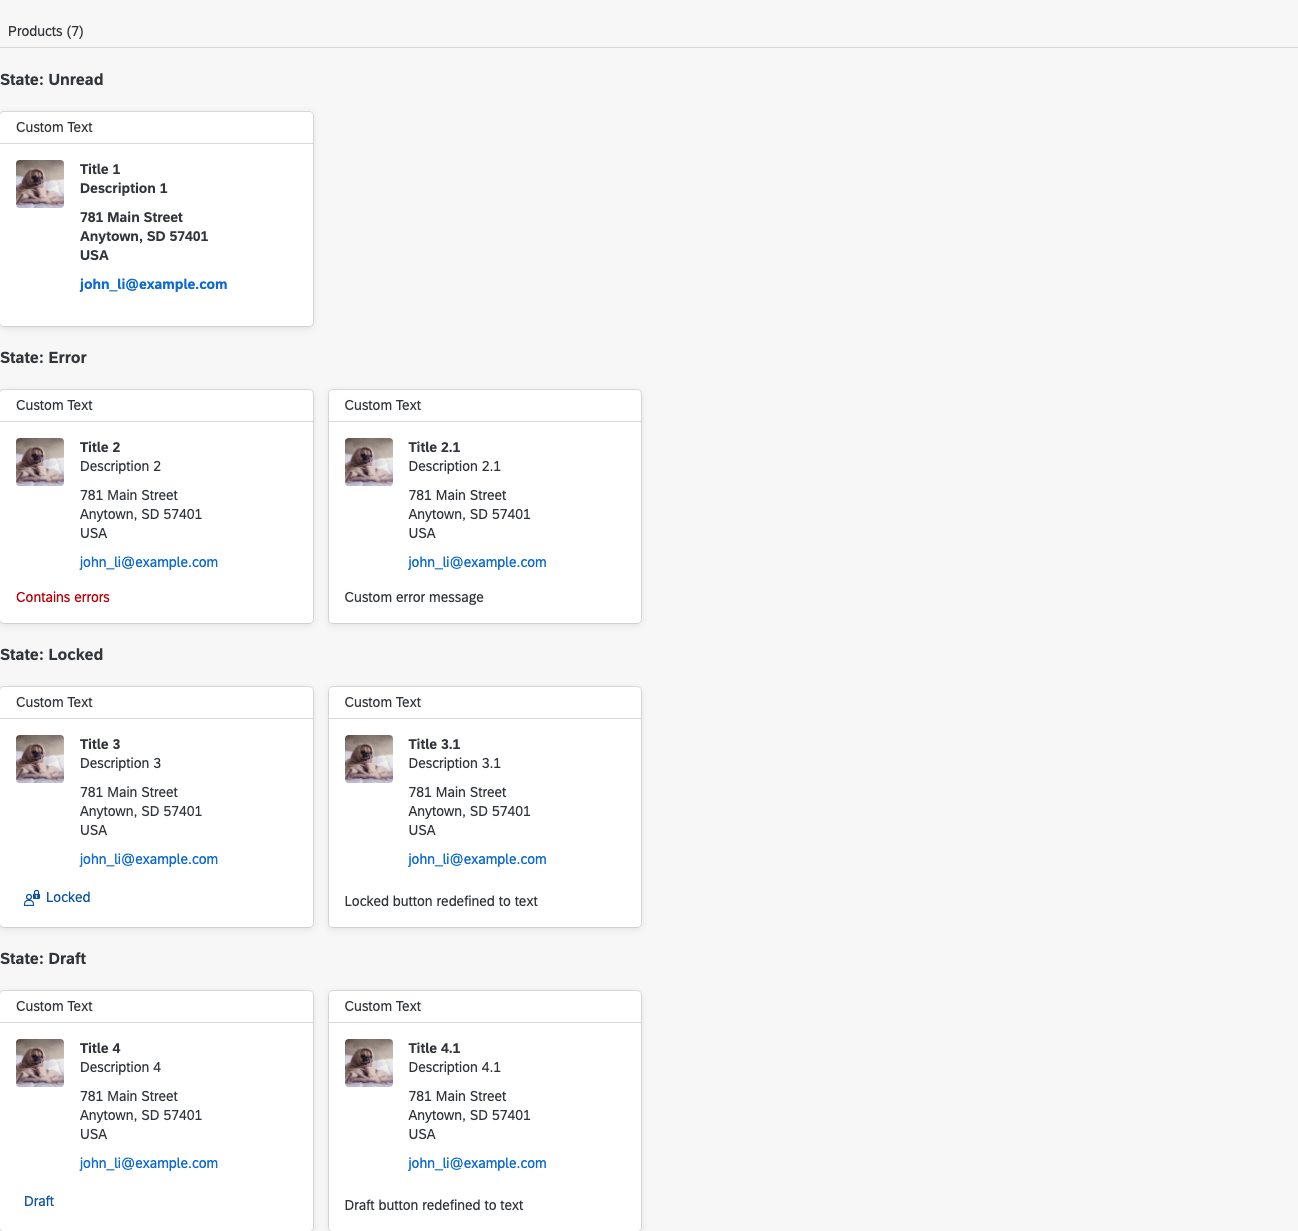 Products (7)
State: Unread
Custom Text
Title 1
Description 1
781 Main Street
Anytown, SD 57401
USA
john_li@example.com
State: Error
Custom Text
Title 2
Description 2
781 Main Street
Anytown, SD 57401
USA
john_li@example.com
Contains errors
Custom Text
Title 2.1
Description 2.1
781 Main Street
Anytown, SD 57401
USA
john_li@example.com
Custom error message
State: Locked
Custom Text
Title 3
Description 3
781 Main Street
Anytown, SD 57401
USA
john_li@example.com
Locked
Custom Text
Title 3.1
Description 3.1
781 Main Street
Anytown, SD 57401
USA
john_li@example.com
Locked button redefined to text
State: Draft
Custom Text
Title 4
Description 4
781 Main Street
Anytown, SD 57401
USA
john_li@example.com
Draft
Custom Text
Title 4.1
Description 4.1
781 Main Street
Anytown, SD 57401
USA
john_li@example.com
Draft button redefined to text